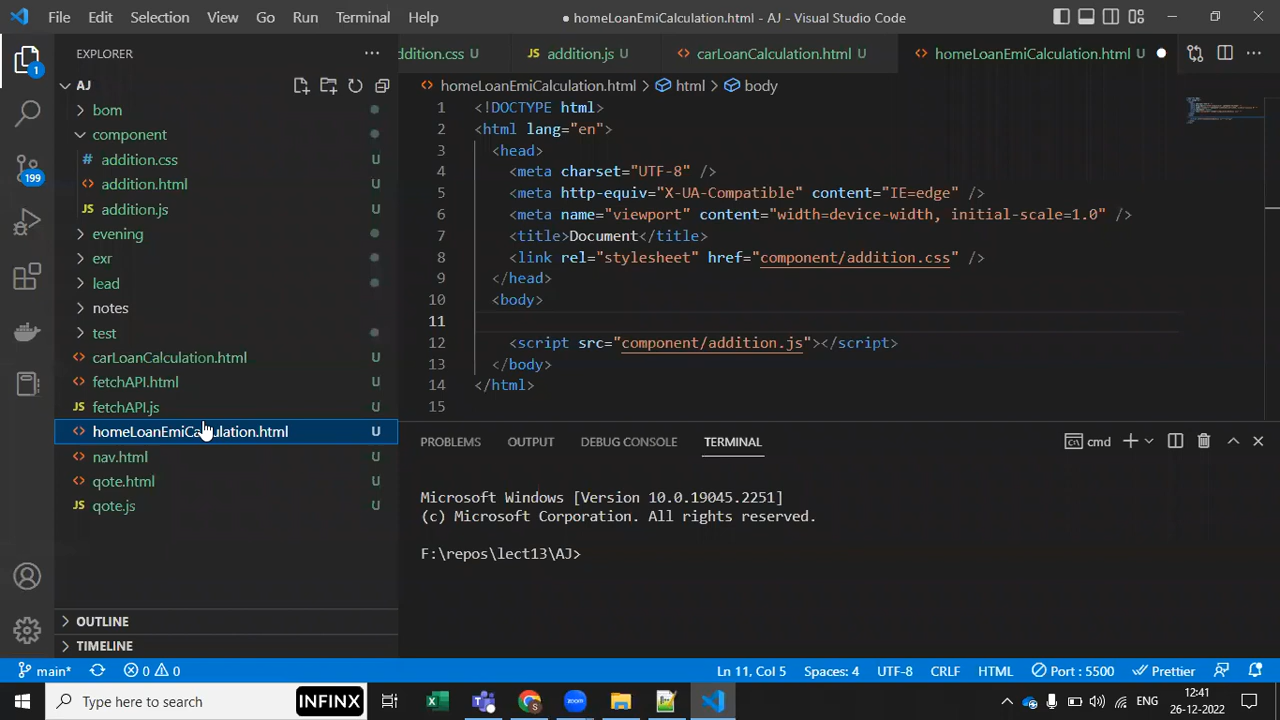 File Edit Selection View Go Run Terminal Help
● homeLoanEmiCalculation.html - AJ - Visual Studio Code
EXPLORER
AJ
bom
component
# addition.css U
<> addition.html U
JS addition.js U
evening
exr
lead
notes
test
<> carLoanCalculation.html U
<> fetchAPI.html U
JS fetchAPI.js U
<> homeLoanEmiCalculation.html U
<> nav.html U
<> qote.html U
JS qote.js U
OUTLINE
TIMELINE
1
199
addition.css U JS addition.js U <> carLoanCalculation.html U <> homeLoanEmiCalculation.html U
<> homeLoanEmiCalculation.html > html > body
1 <!DOCTYPE html>
2 <html lang="en">
3 <head>
4 <meta charset="UTF-8" />
5 <meta http-equiv="X-UA-Compatible" content="IE=edge" />
6 <meta name="viewport" content="width=device-width, initial-scale=1.0" />
7 <title>Document</title>
8 <link rel="stylesheet" href="component/addition.css" />
9 </head>
10 <body>
11
12 <script src="component/addition.js"></script>
13 </body>
14 </html>
15
PROBLEMS OUTPUT DEBUG CONSOLE TERMINAL cmd
Microsoft Windows [Version 10.0.19045.2251]
(c) Microsoft Corporation. All rights reserved.
F:\repos\lect13\AJ>
main* 0 0 Ln 11, Col 5 Spaces: 4 UTF-8 CRLF HTML Port : 5500 Prettier
Type here to search INFINX ENG 12:41
26-12-2022